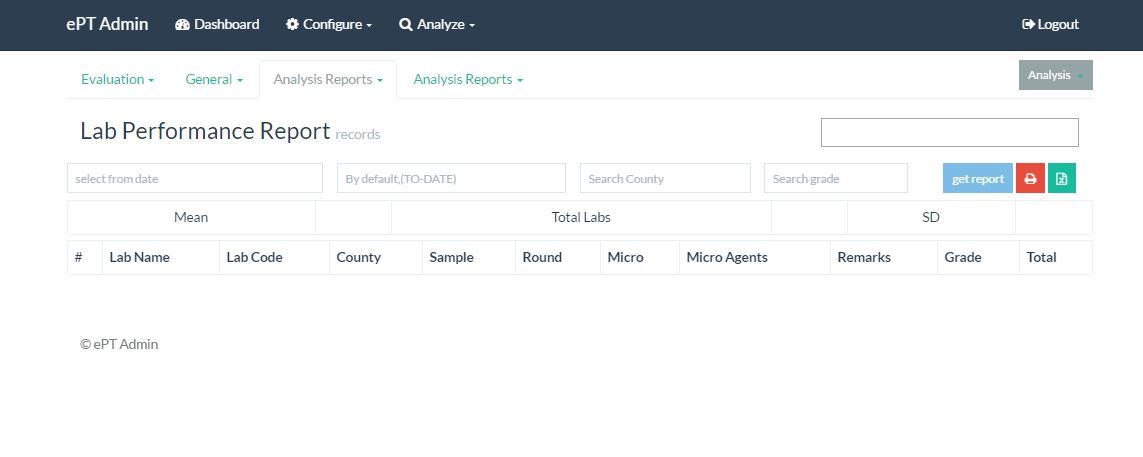 ePT Admin Dashboard Configure Analyze Logout
Evaluation General Analysis Reports Analysis Reports Analysis
Lab Performance Report records
select from date By default,(TO-DATE) Search County Search grade get report
Mean Total Labs SD
# Lab Name Lab Code County Sample Round Micro Micro Agents Remarks Grade Total
© ePT Admin